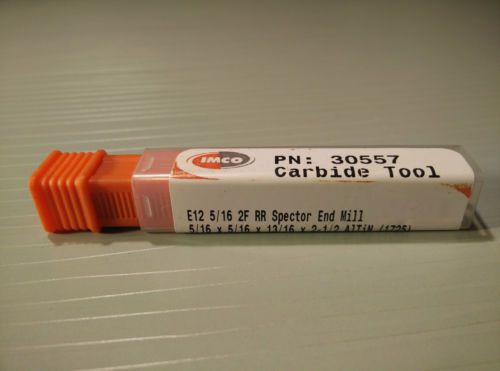 IMCO
PN: 30557
Carbide Tool
E12 5/16 2F RR Spector End Mill
5/16 x 5/16 x 13/16 x 2-1/2 AlTiN (1725)